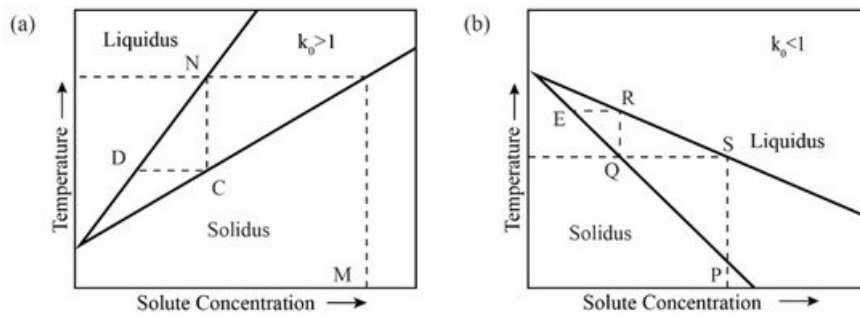 (a)
Liquidus
k₀>1
N
D
C
Solidus
M
Temperature
Solute Concentration
(b)
k₀<1
R
E
S
Liquidus
Q
Solidus
P
Temperature
Solute Concentration